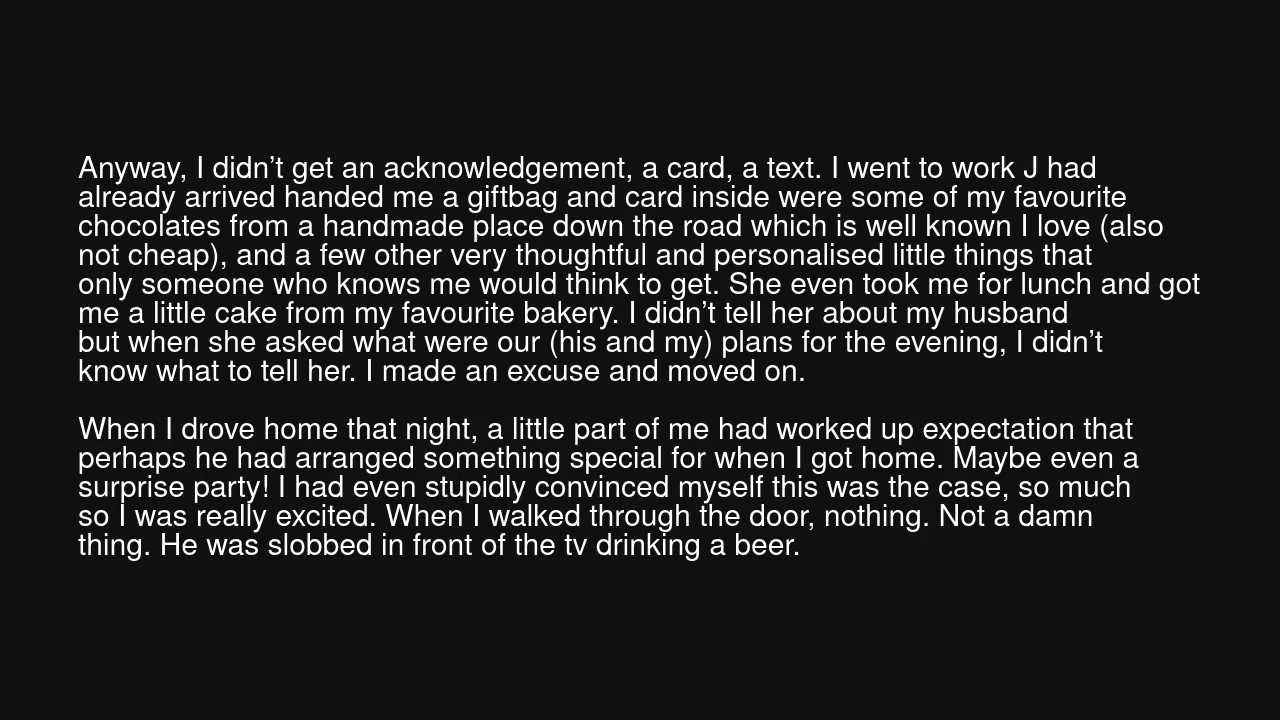 Anyway, I didn’t get an acknowledgement, a card, a text. I went to work J had
already arrived handed me a giftbag and card inside were some of my favourite
chocolates from a handmade place down the road which is well known I love (also
not cheap), and a few other very thoughtful and personalised little things that
only someone who knows me would think to get. She even took me for lunch and got
me a little cake from my favourite bakery. I didn’t tell her about my husband
but when she asked what were our (his and my) plans for the evening, I didn’t
know what to tell her. I made an excuse and moved on.

When I drove home that night, a little part of me had worked up expectation that
perhaps he had arranged something special for when I got home. Maybe even a
surprise party! I had even stupidly convinced myself this was the case, so much
so I was really excited. When I walked through the door, nothing. Not a damn
thing. He was slobbed in front of the tv drinking a beer.